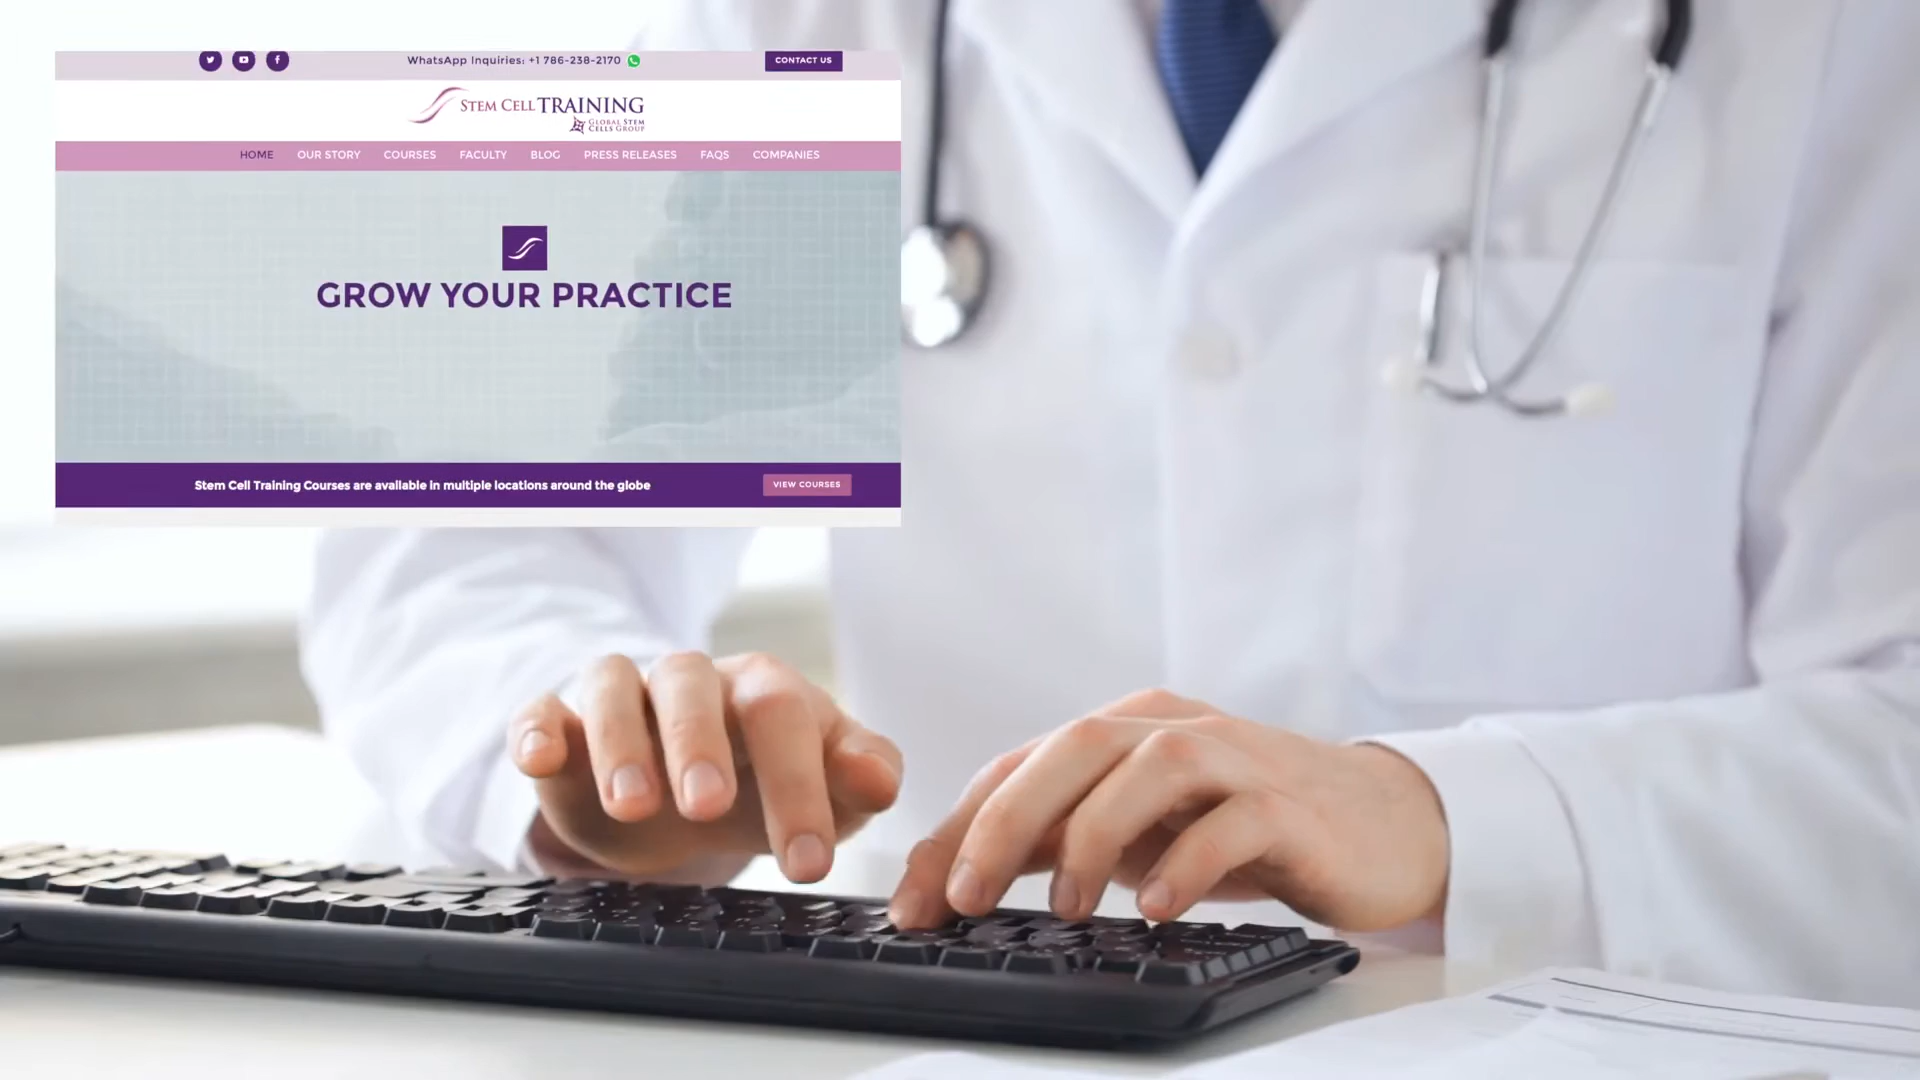 WhatsApp Inquiries: +1 786-238-2170
CONTACT US
STEM CELL TRAINING
GLOBAL STEM
CELLS GROUP
HOME OUR STORY COURSES FACULTY BLOG PRESS RELEASES FAQS COMPANIES
GROW YOUR PRACTICE
Stem Cell Training Courses are available in multiple locations around the globe
VIEW COURSES